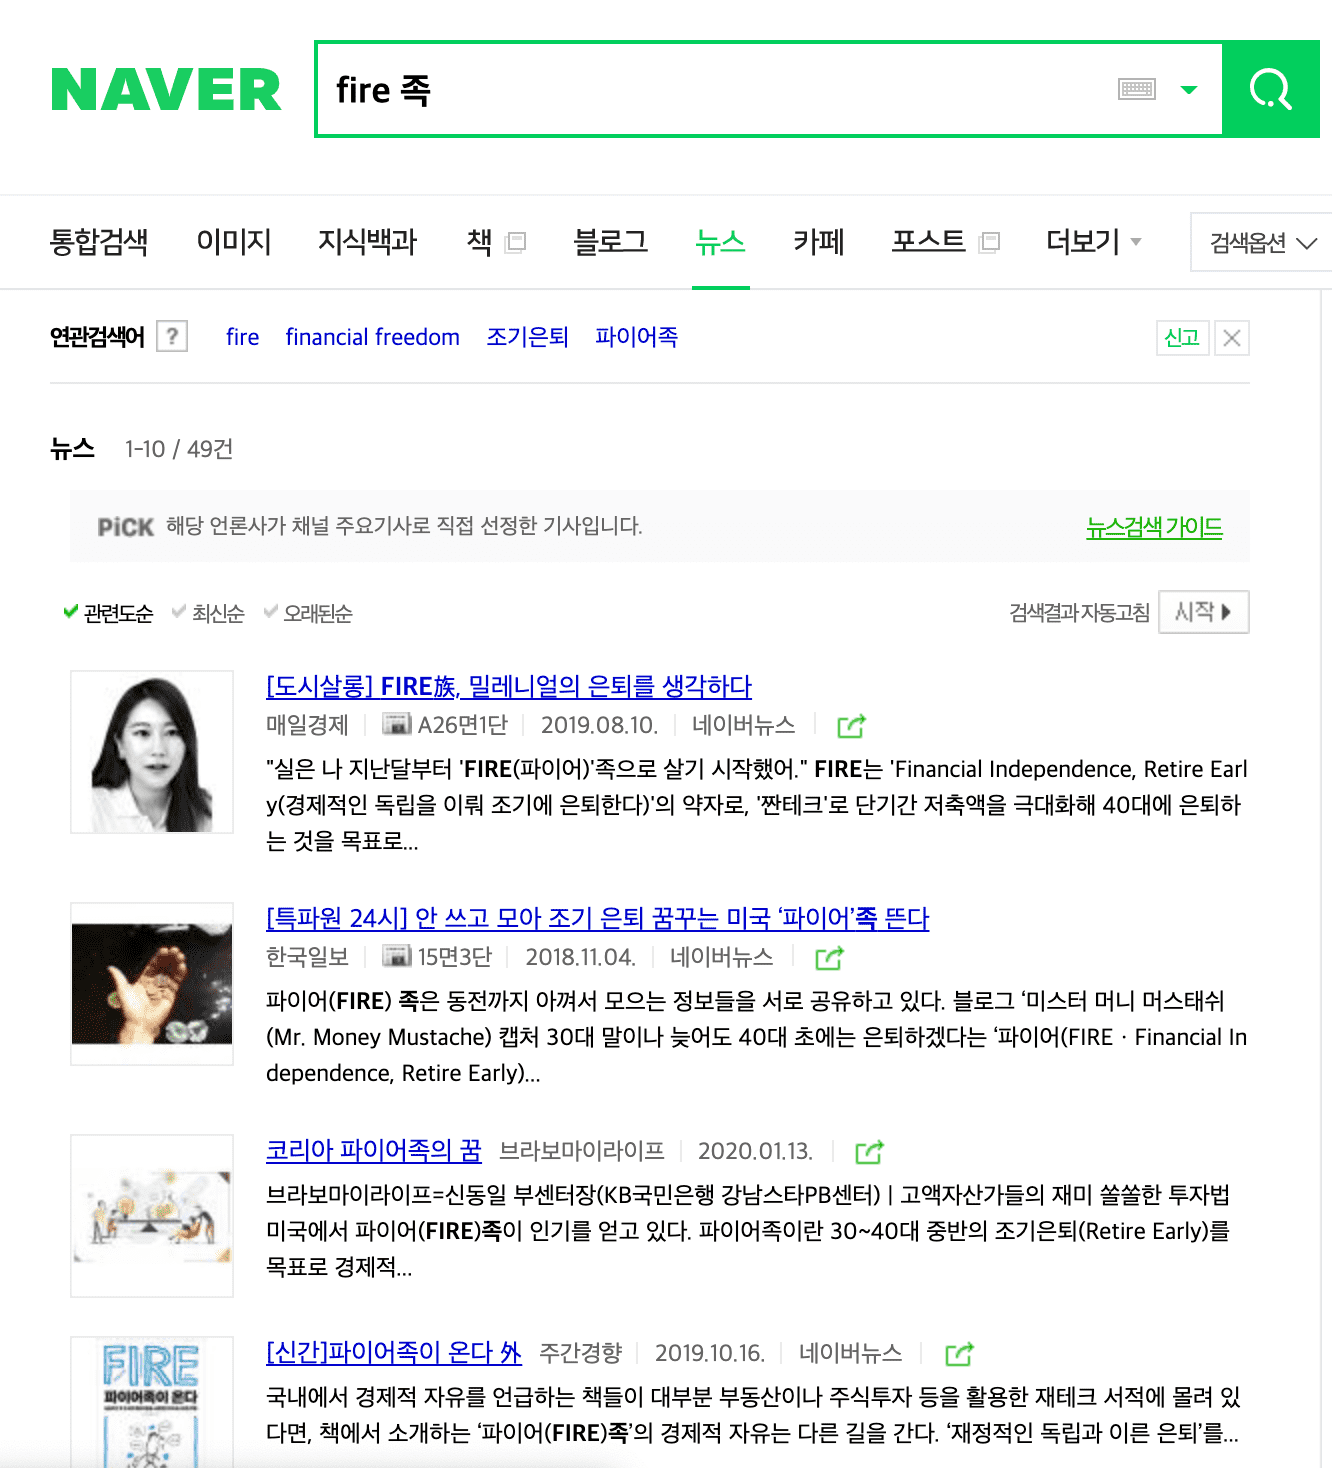 NAVER
fire 족
통합검색 이미지 지식백과 책 블로그 뉴스 카페 포스트 더보기 검색옵션
연관검색어 ? fire financial freedom 조기은퇴 파이어족 신고
뉴스 1-10 / 49건
PiCK 해당 언론사가 채널 주요기사로 직접 선정한 기사입니다. 뉴스검색 가이드
관련도순 최신순 오래된순 검색결과 자동고침 시작
[도시살롱] FIRE族, 밀레니얼의 은퇴를 생각하다
매일경제 A26면1단 2019.08.10. 네이버뉴스
"실은 나 지난달부터 'FIRE(파이어)'족으로 살기 시작했어." FIRE는 'Financial Independence, Retire Earl
y(경제적인 독립을 이뤄 조기에 은퇴한다)'의 약자로, '짠테크'로 단기간 저축액을 극대화해 40대에 은퇴하
는 것을 목표로...
[특파원 24시] 안 쓰고 모아 조기 은퇴 꿈꾸는 미국 ‘파이어’족 뜬다
한국일보 15면3단 2018.11.04. 네이버뉴스
파이어(FIRE) 족은 동전까지 아껴서 모으는 정보들을 서로 공유하고 있다. 블로그 ‘미스터 머니 머스태쉬
(Mr. Money Mustache) 캡처 30대 말이나 늦어도 40대 초에는 은퇴하겠다는 ‘파이어(FIRE · Financial In
dependence, Retire Early)...
코리아 파이어족의 꿈 브라보마이라이프 2020.01.13.
브라보마이라이프=신동일 부센터장(KB국민은행 강남스타PB센터) | 고액자산가들의 재미 쏠쏠한 투자법
미국에서 파이어(FIRE)족이 인기를 얻고 있다. 파이어족이란 30~40대 중반의 조기은퇴(Retire Early)를
목표로 경제적...
FIRE
파이어족이 온다
[신간]파이어족이 온다 外 주간경향 2019.10.16. 네이버뉴스
국내에서 경제적 자유를 언급하는 책들이 대부분 부동산이나 주식투자 등을 활용한 재테크 서적에 몰려 있
다면, 책에서 소개하는 ‘파이어(FIRE)족’의 경제적 자유는 다른 길을 간다. ‘재정적인 독립과 이른 은퇴’를...